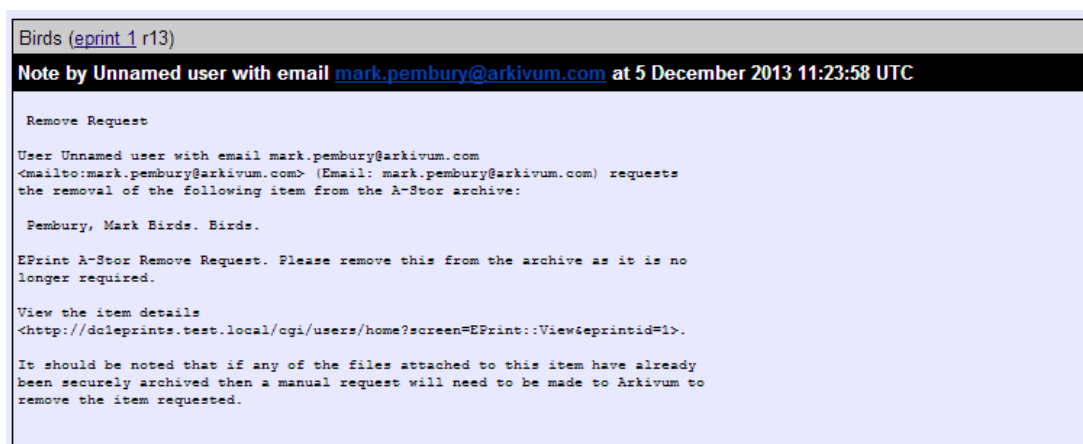 Birds (eprint 1 r13)
Note by Unnamed user with email mark.pembury@arkivum.com at 5 December 2013 11:23:58 UTC
Remove Request
User Unnamed user with email mark.pembury@arkivum.com
<mailto:mark.pembury@arkivum.com> (Email: mark.pembury@arkivum.com) requests
the removal of the following item from the A-Stor archive:
Pembury, Mark Birds. Birds.
EPrint A-Stor Remove Request. Please remove this from the archive as it is no
longer required.
View the item details
<http://dc1eprints.test.local/cgi/users/home?screen=EPrint::View&eprintid=1>.
It should be noted that if any of the files attached to this item have already
been securely archived then a manual request will need to be made to Arkivum to
remove the item requested.